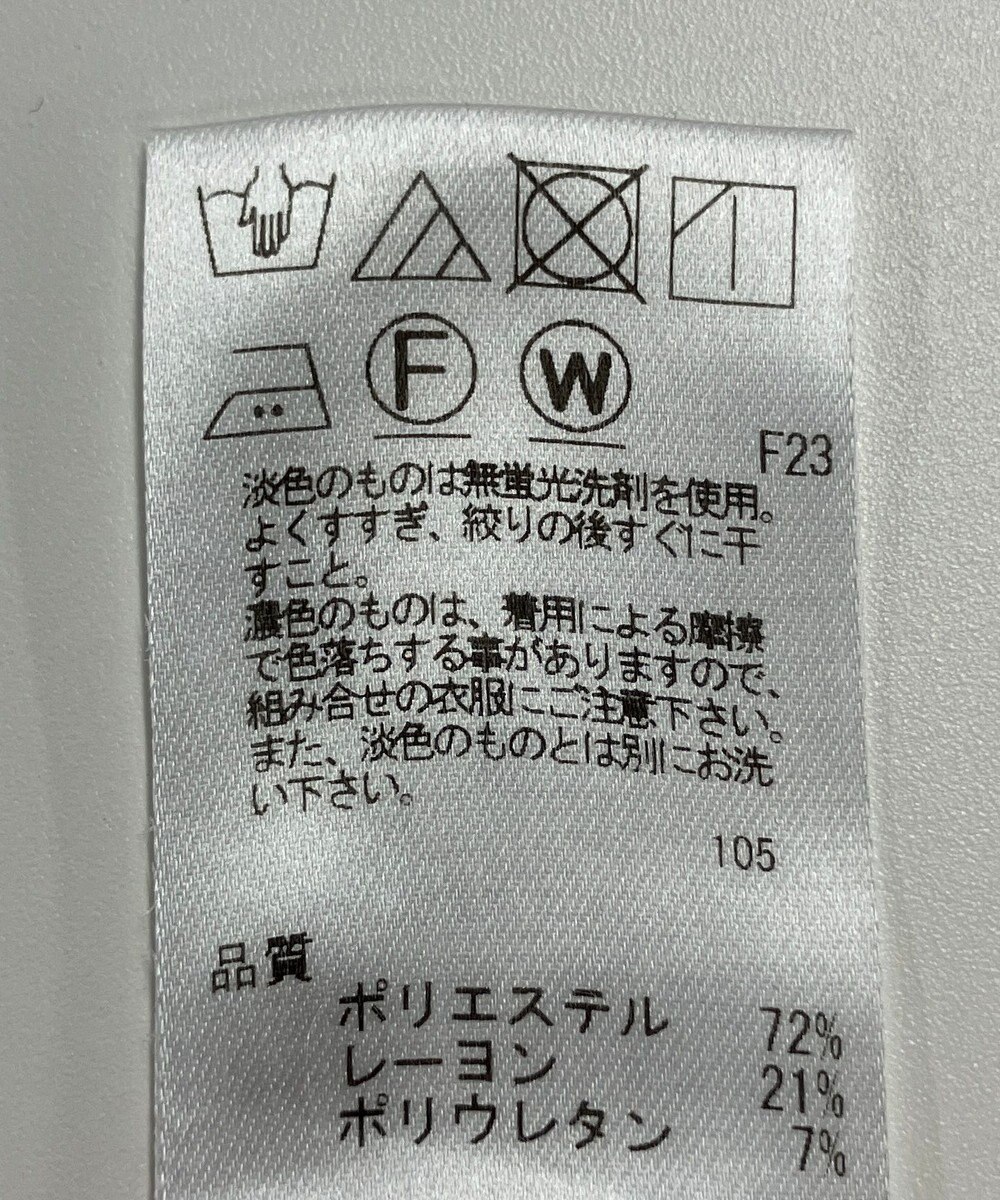 F W
F23
淡色のものは無蛍光洗剤を使用。
よくすすぎ、絞りの後すぐに干
すこと。
濃色のものは、着用による摩擦
で色落ちする事がありますので、
組み合せの衣服にご注意下さい。
また、淡色のものとは別にお洗
い下さい。
105
品質
ポリエステル 72%
レーヨン 21%
ポリウレタン 7%